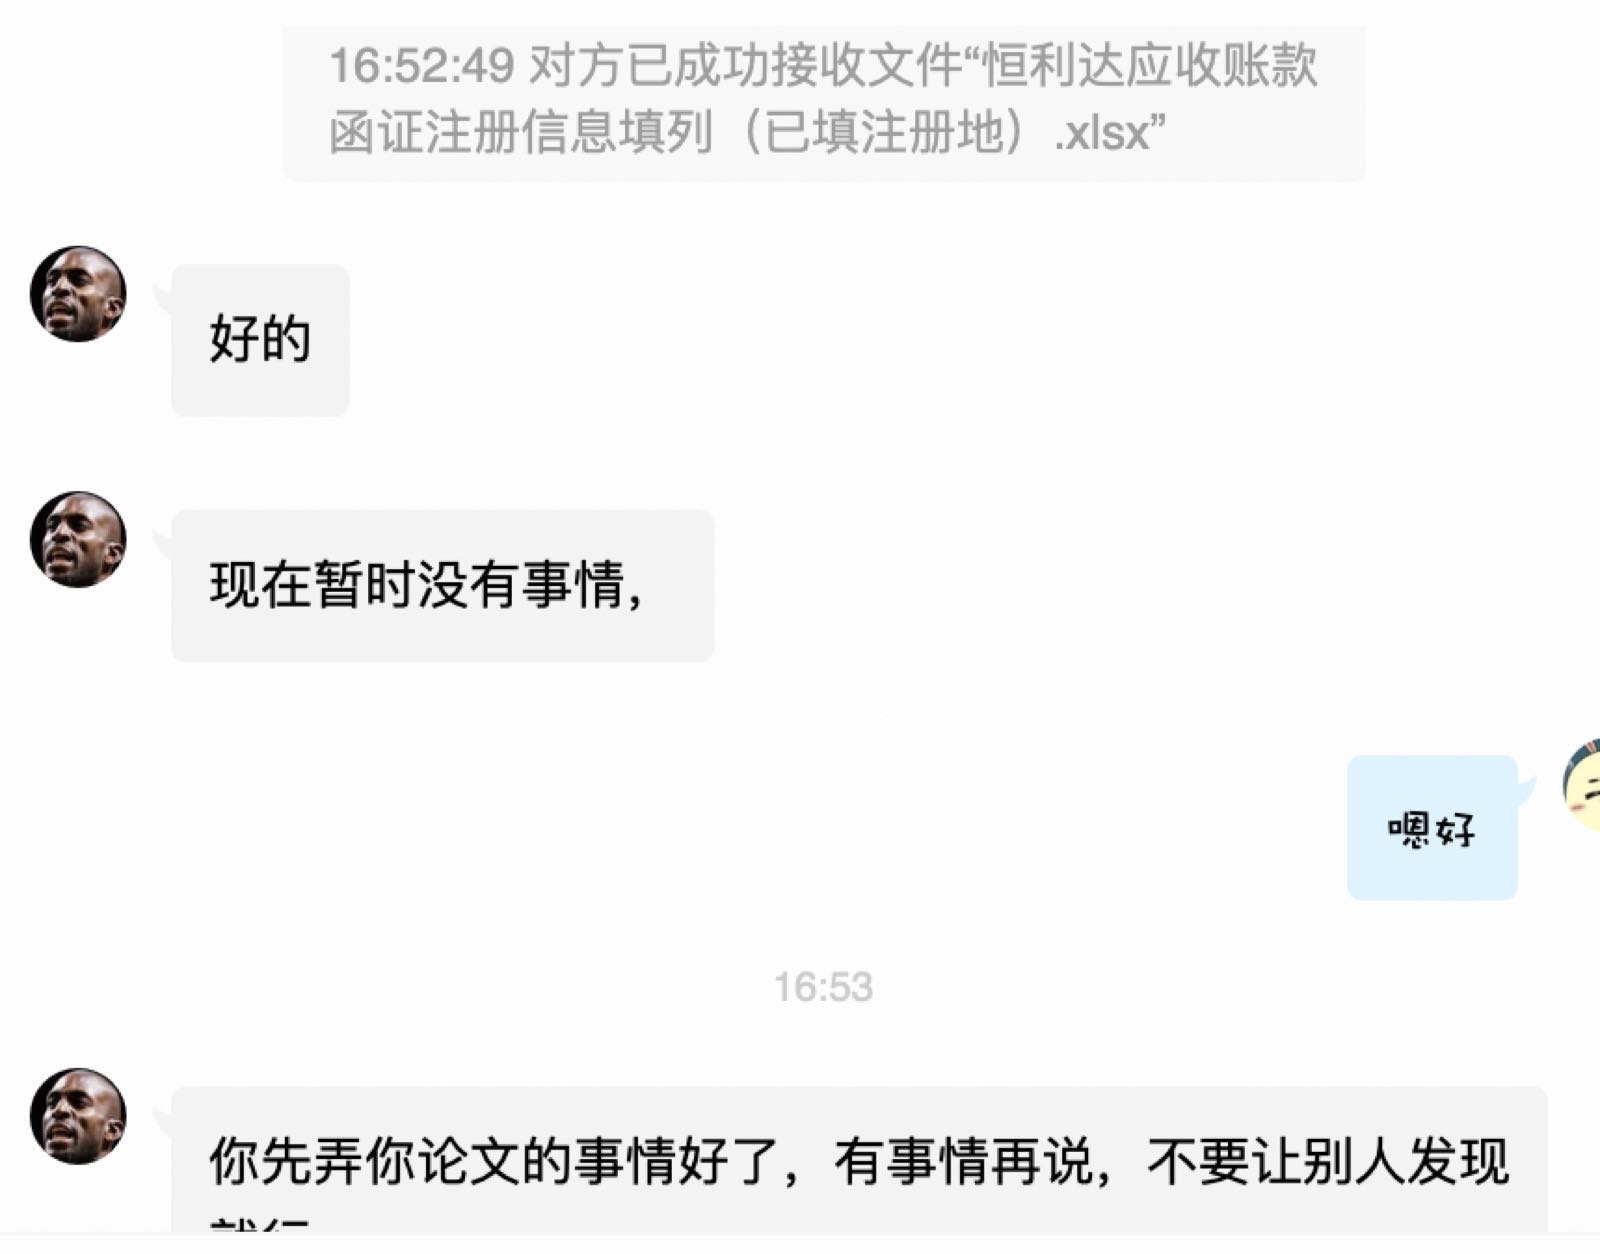 16:52:49 对方已成功接收文件“恒利达应收账款
函证注册信息填列（已填注册地）.xlsx”
好的
现在暂时没有事情，
嗯好
16:53
你先弄你论文的事情好了，有事情再说，不要让别人发现